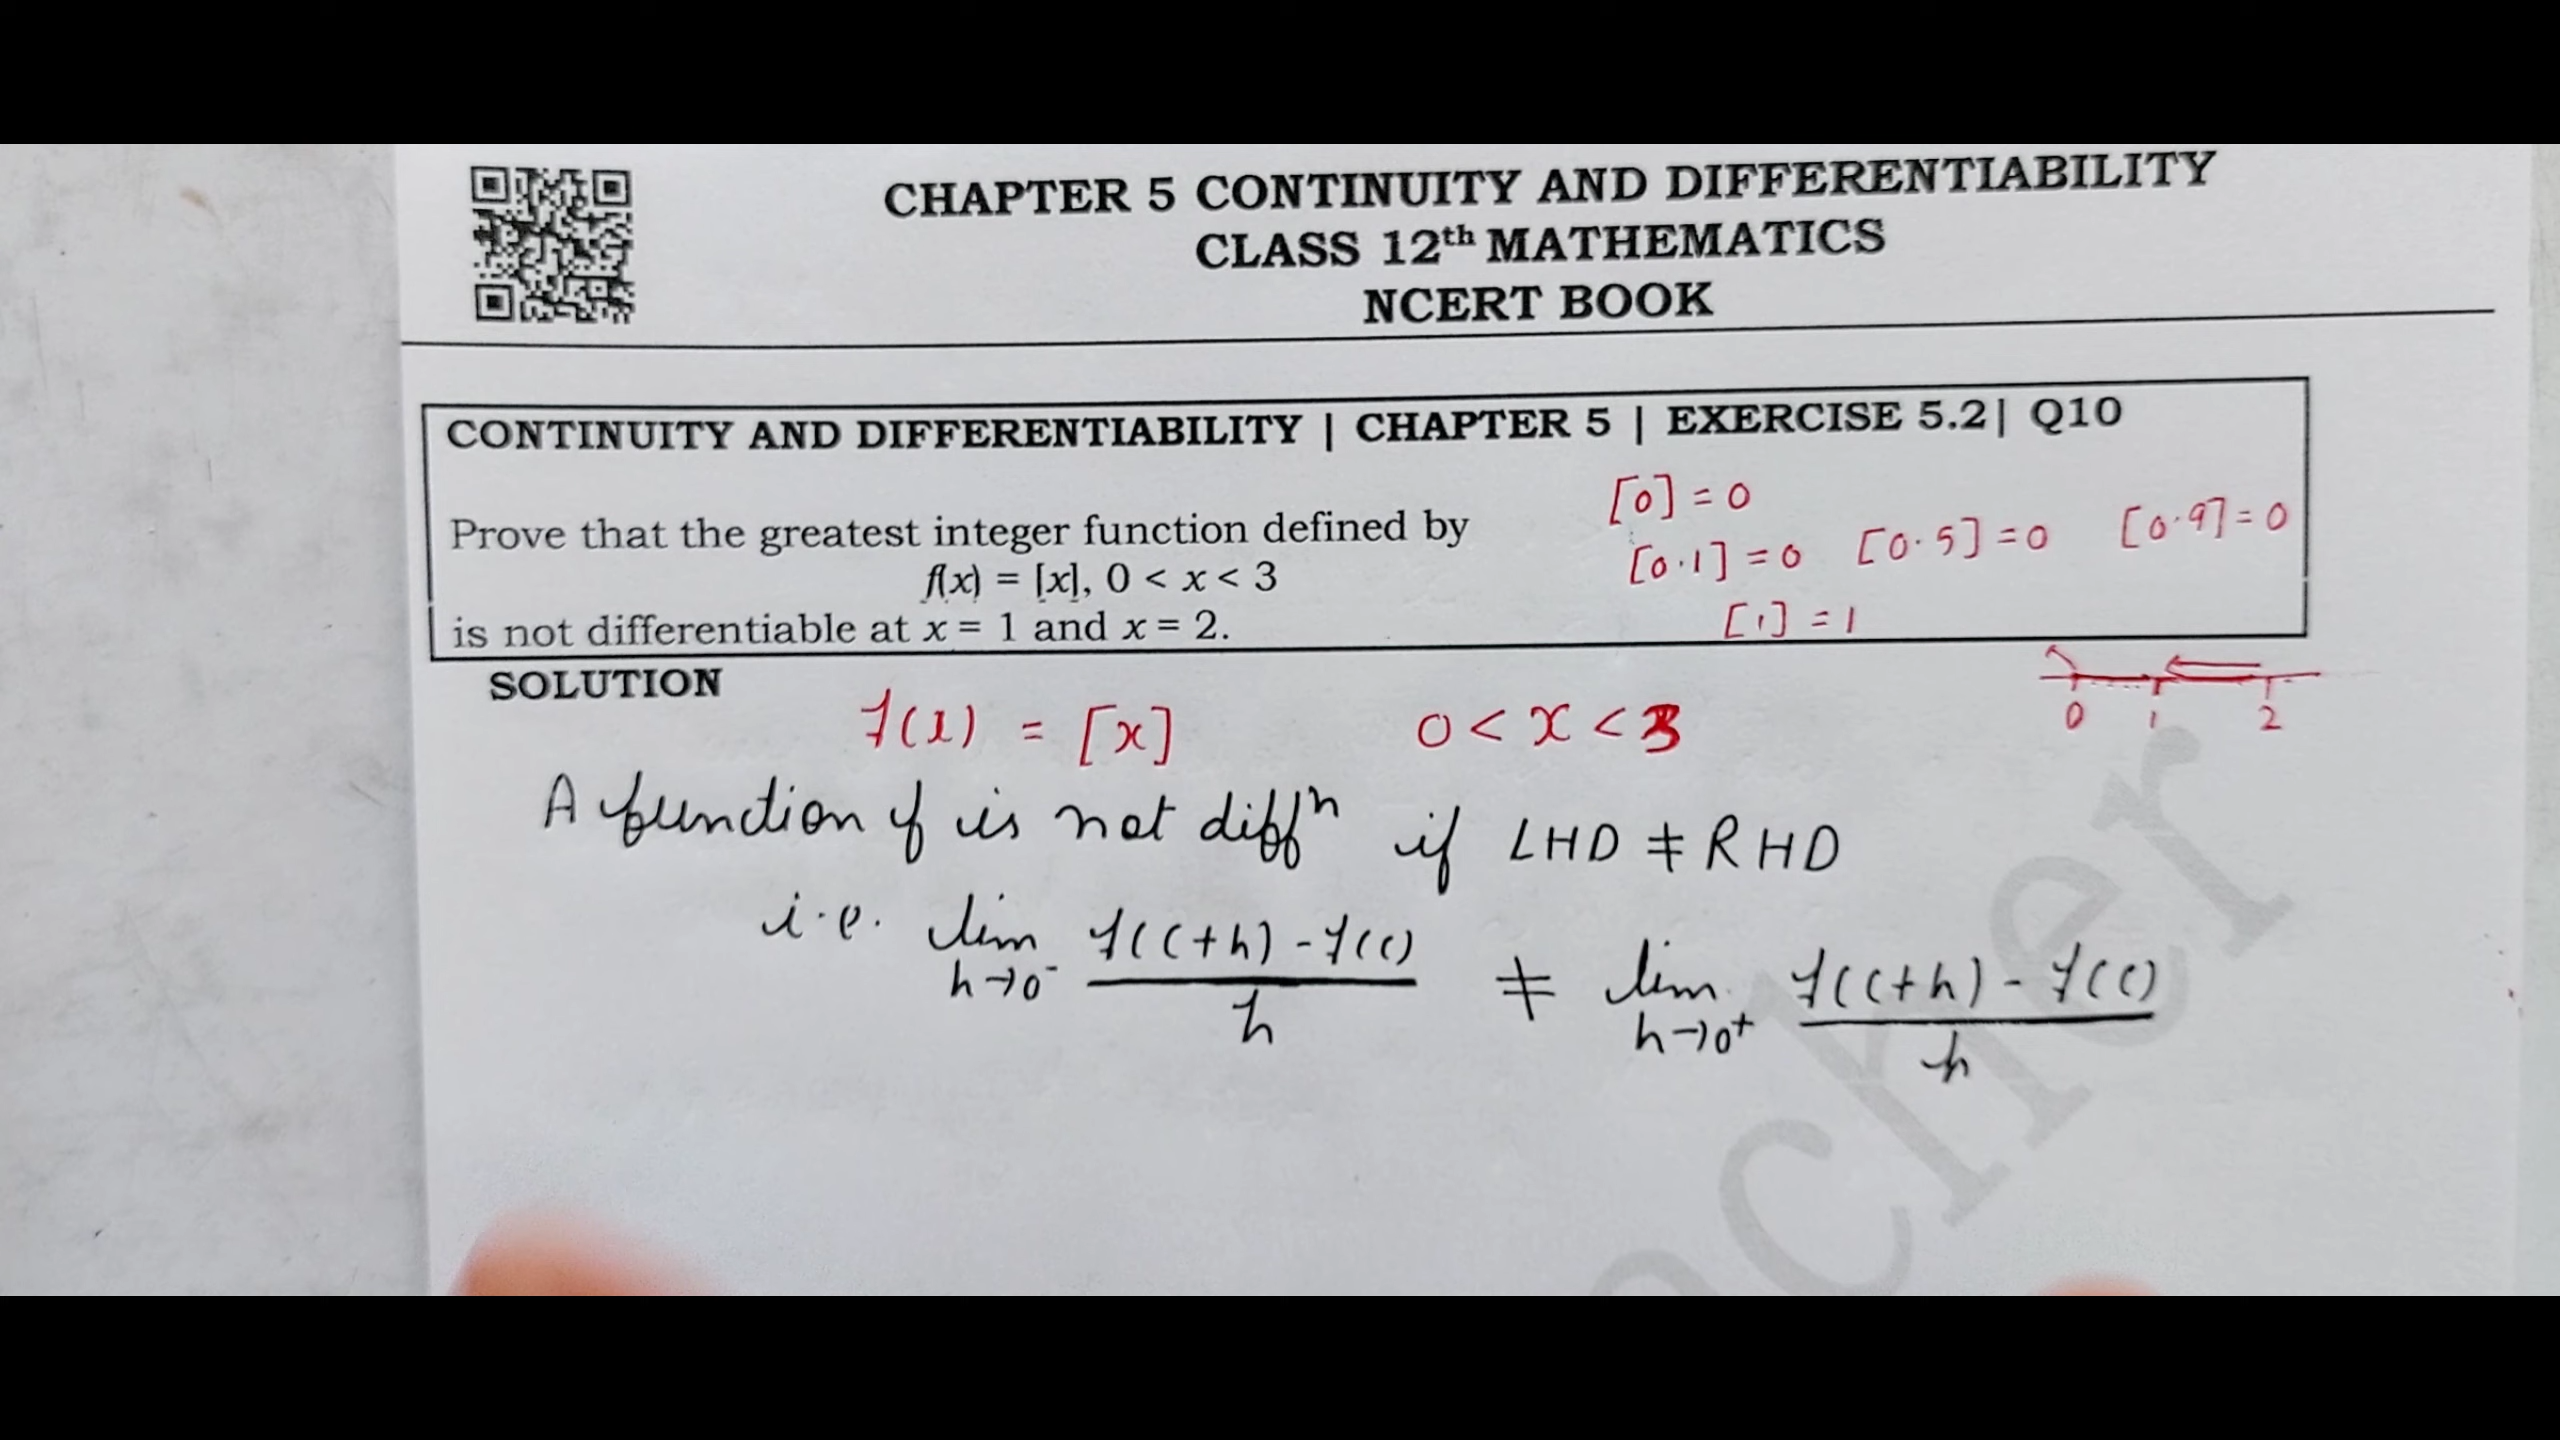 CHAPTER 5 CONTINUITY AND DIFFERENTIABILITY
CLASS 12th MATHEMATICS
NCERT BOOK
CONTINUITY AND DIFFERENTIABILITY | CHAPTER 5 | EXERCISE 5.2| Q10
Prove that the greatest integer function defined by
f(x) = [x], 0 < x < 3
is not differentiable at x = 1 and x = 2.
[0] = 0
[0.1] = 0 [0.5] = 0 [0.9] = 0
[1] = 1
0 1 2
SOLUTION
f(x) = [x] 0 < x < 3
A function f is not diffn if LHD ≠ RHD
i.e. lim h→0- f(c+h) - f(c) / h ≠ lim h→0+ f(c+h) - f(c) / h